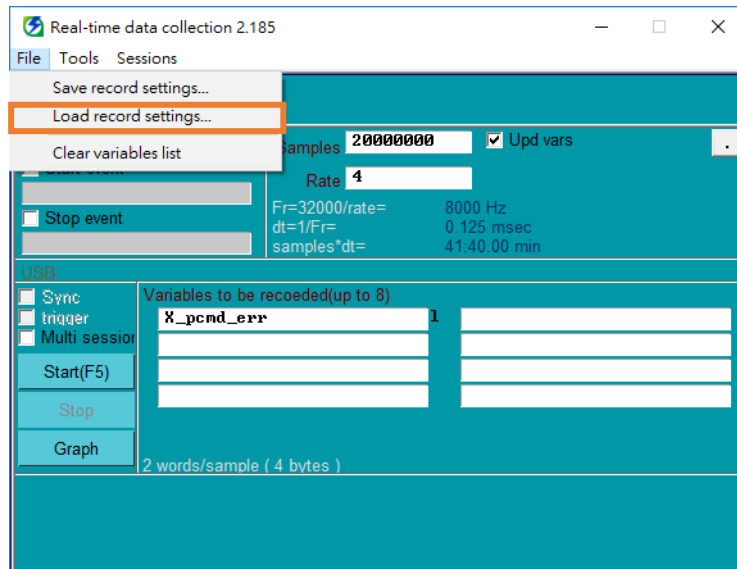 Real-time data collection 2.185
File Tools Sessions
Save record settings...
Load record settings...
Clear variables list
Samples 20000000 Upd vars .
Rate 4
Stop event
Fr=32000/rate= 8000 Hz
dt=1/Fr= 0.125 msec
samples*dt= 41:40.00 min
USB
Sync
trigger
Multi session
Variables to be recoeded(up to 8)
X_pcmd_err 1
Start(F5)
Stop
Graph
2 words/sample ( 4 bytes )